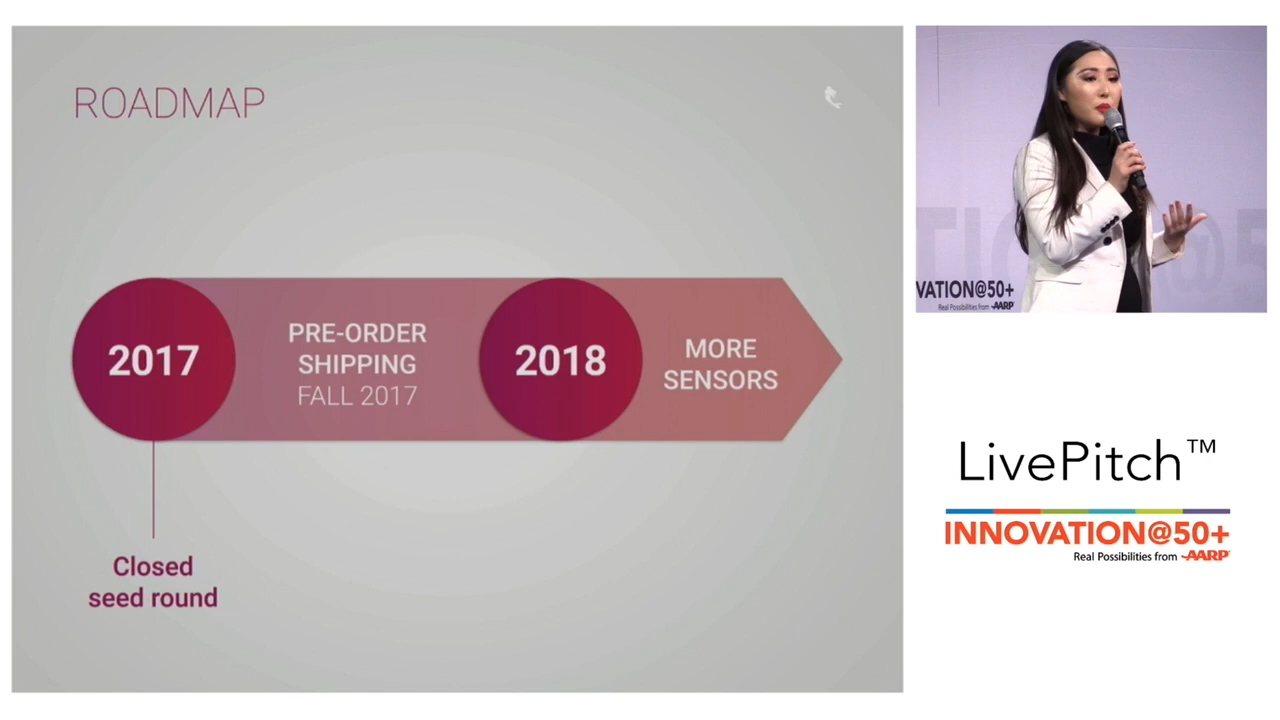 ROADMAP
2017
PRE-ORDER
SHIPPING
FALL 2017
2018
MORE
SENSORS
Closed
seed round
VATION@50+
Real Possibilities from AARP
LivePitch™
INNOVATION@50+
Real Possibilities from AARP